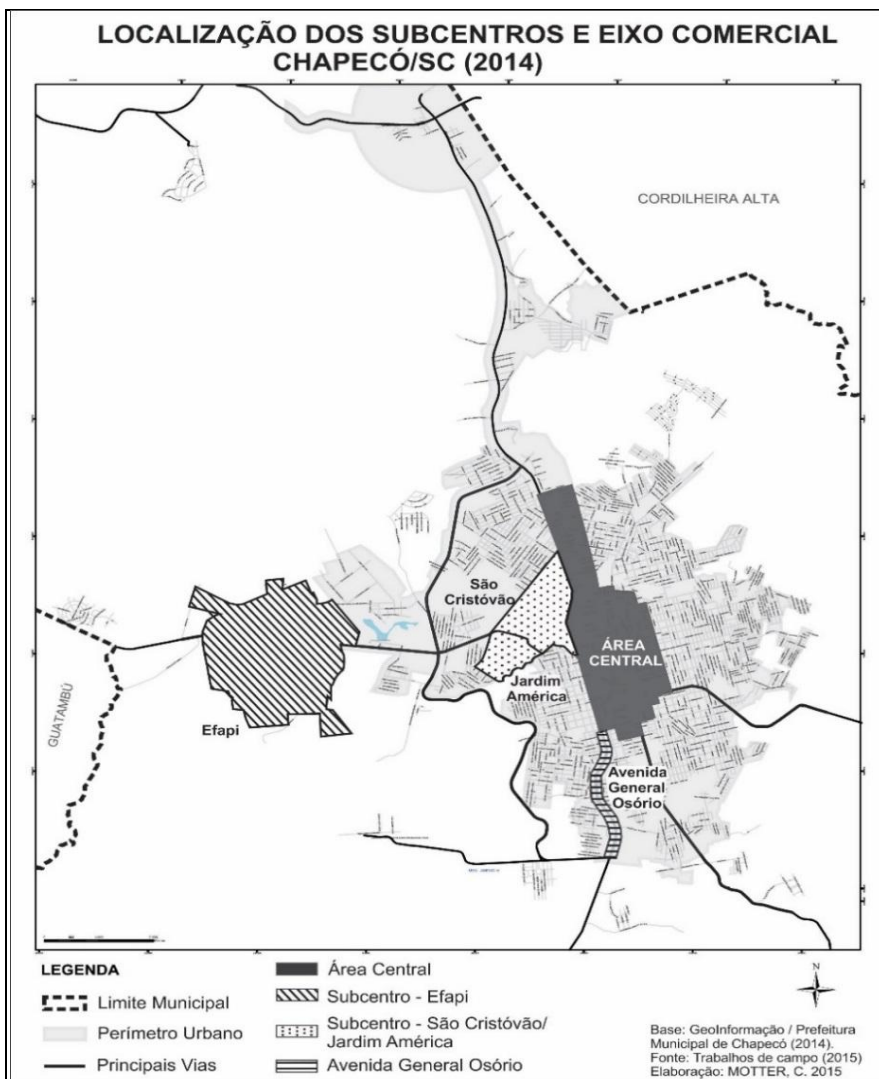 LOCALIZAÇÃO DOS SUBCENTROS E EIXO COMERCIAL
CHAPECÓ/SC (2014)
CORDILHEIRA ALTA
São
Cristóvão
ÁREA
CENTRAL
Jardim
América
Efapi
GUATAMBÚ
Avenida
General
Osório
LEGENDA
Limite Municipal
Perímetro Urbano
Principais Vias
Área Central
Subcentro - Efapi
Subcentro - São Cristóvão/
Jardim América
Avenida General Osório
N
Base: GeoInformação / Prefeitura
Municipal de Chapecó (2014).
Fonte: Trabalhos de campo (2015)
Elaboração: MOTTER, C. 2015